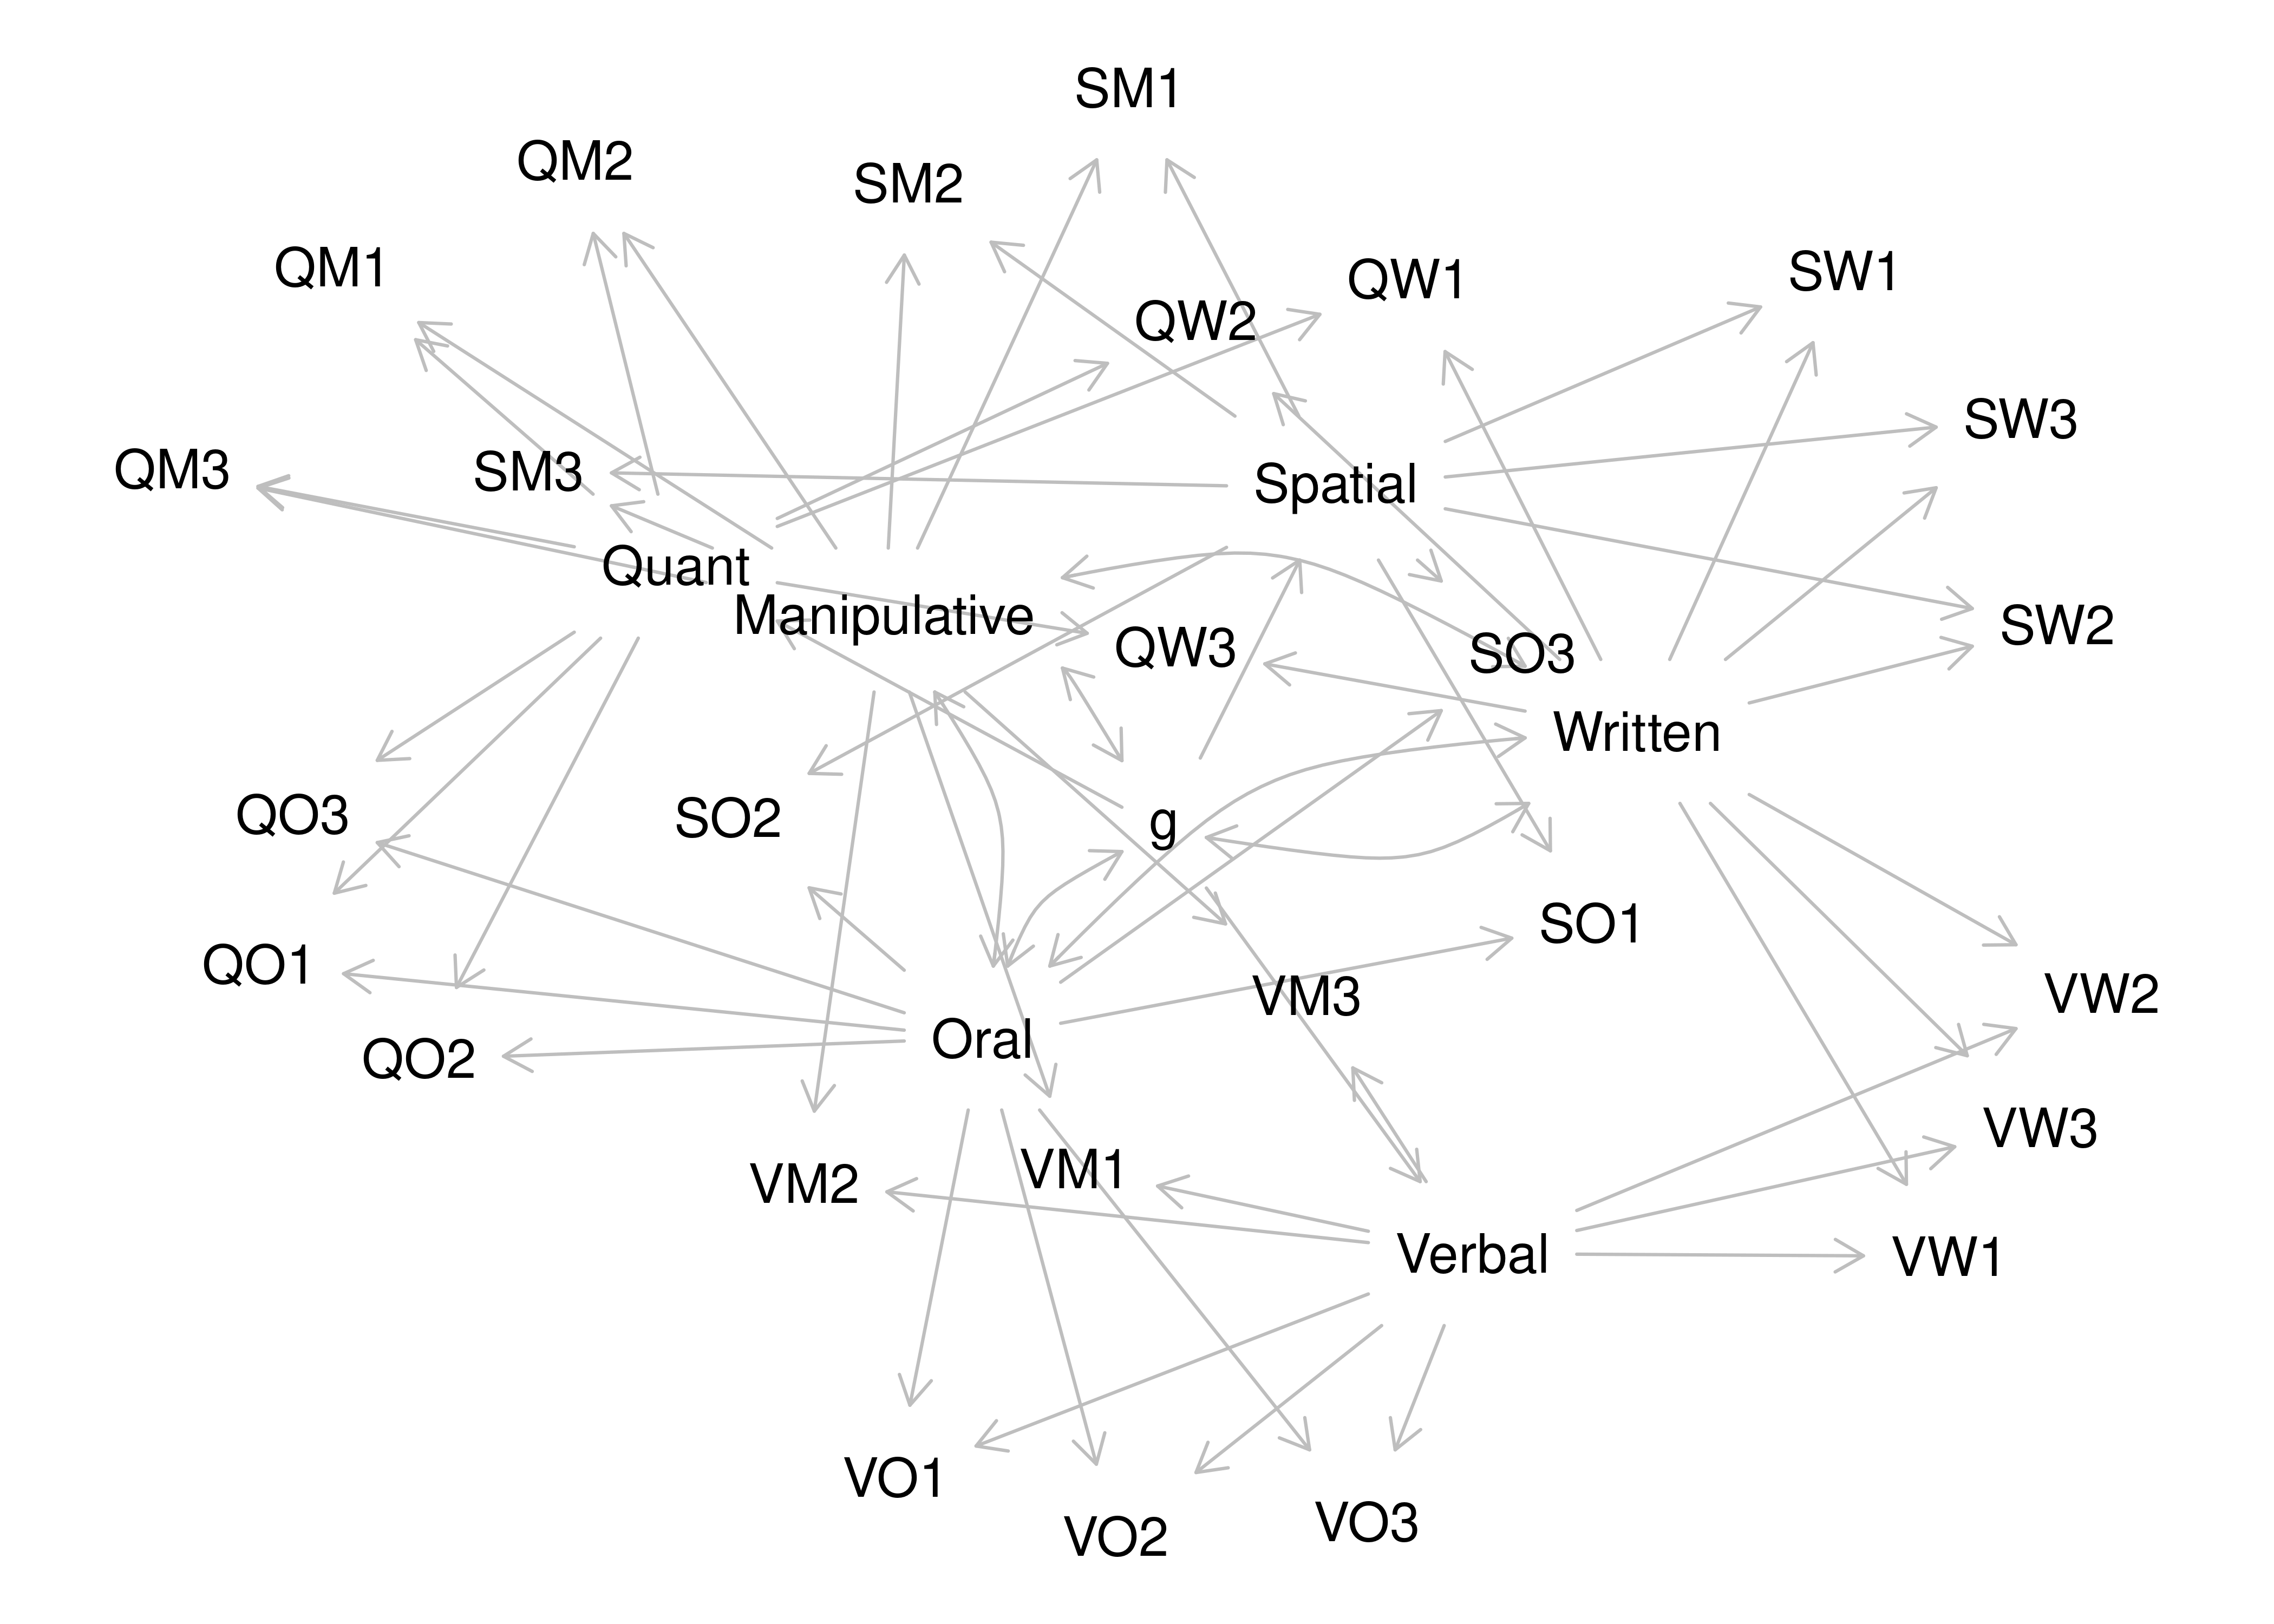 SM1
QM2
SM2
QM1
QW1
SW1
QW2
SW3
QM3
SM3
Spatial
Quant
Manipulative
QW3
SO3
SW2
Written
QO3
SO2
g
SO1
QO1
VM3
VW2
Oral
QO2
VW3
VM2
VM1
Verbal
VW1
VO1
VO2
VO3